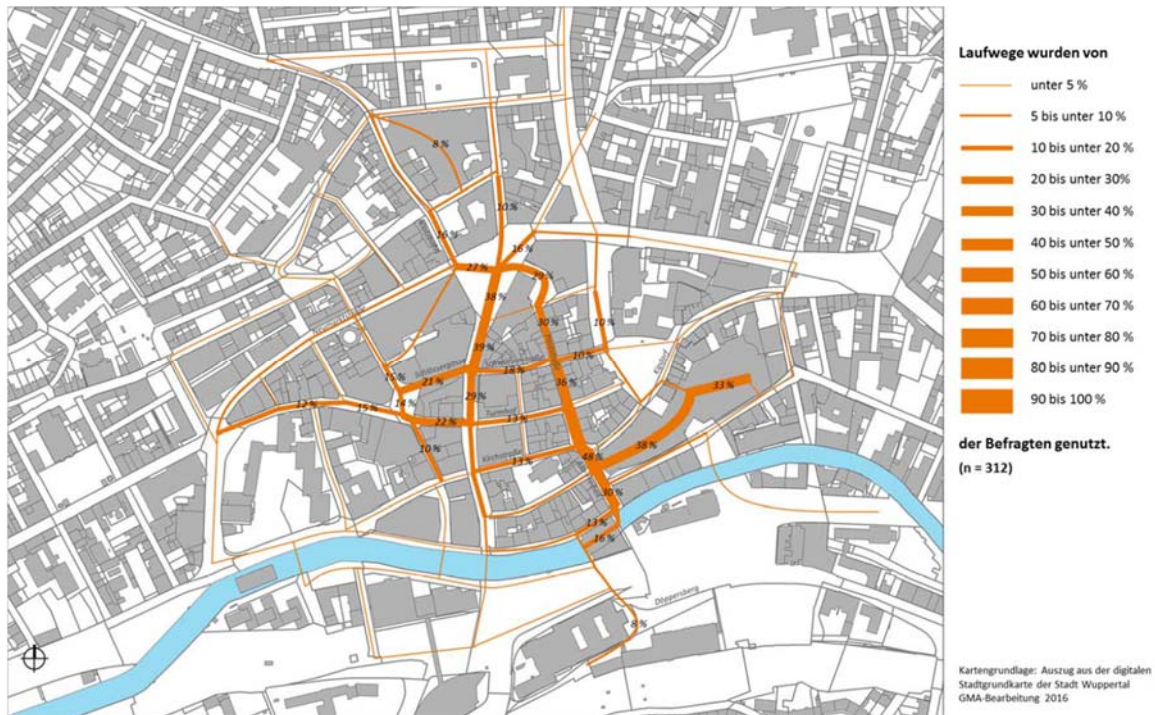 Laufwege wurden von
unter 5 %
5 bis unter 10 %
10 bis unter 20 %
20 bis unter 30%
30 bis unter 40 %
40 bis unter 50 %
50 bis unter 60 %
60 bis unter 70 %
70 bis unter 80 %
80 bis unter 90 %
90 bis 100 %
der Befragten genutzt.
(n = 312)
8 %
10 %
16 %
16 %
27 %
38 %
30 %
10 %
39 %
18 %
10 %
15 %
21 %
36 %
33 %
14 %
29 %
12 %
15 %
22 %
Turmhof
13 %
38 %
10 %
Kirchstraße
13 %
48 %
30 %
13 %
16 %
Döppersberg
8 %
Kartengrundlage: Auszug aus der digitalen
Stadtgrundkarte der Stadt Wuppertal
GMA-Bearbeitung 2016